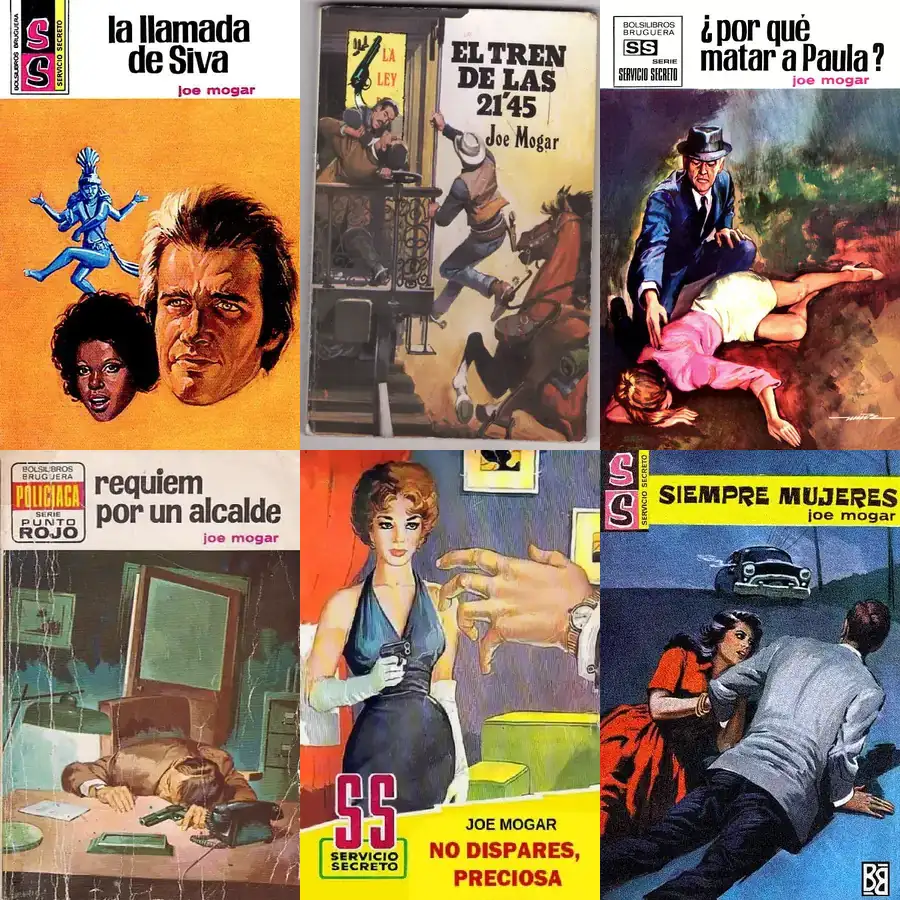 BOLSILIBROS BRUGUERA
SS
SERVICIO SECRETO
la llamada
de Siva
joe mogar
LA
LEY
EL TREN
DE LAS
21'45
Joe Mogar
BOLSILIBROS
BRUGUERA
SS
SERIE
SERVICIO SECRETO
¿por qué
matar a Paula?
joe mogar
BOLSILIBROS
BRUGUERA
POLICIACA
SERIE
PUNTO
ROJO
requiem
por un alcalde
joe mogar
SS
SERVICIO
SECRETO
JOE MOGAR
NO DISPARES,
PRECIOSA
SS
SERVICIO SECRETO
SIEMPRE MUJERES
joe mogar
BB